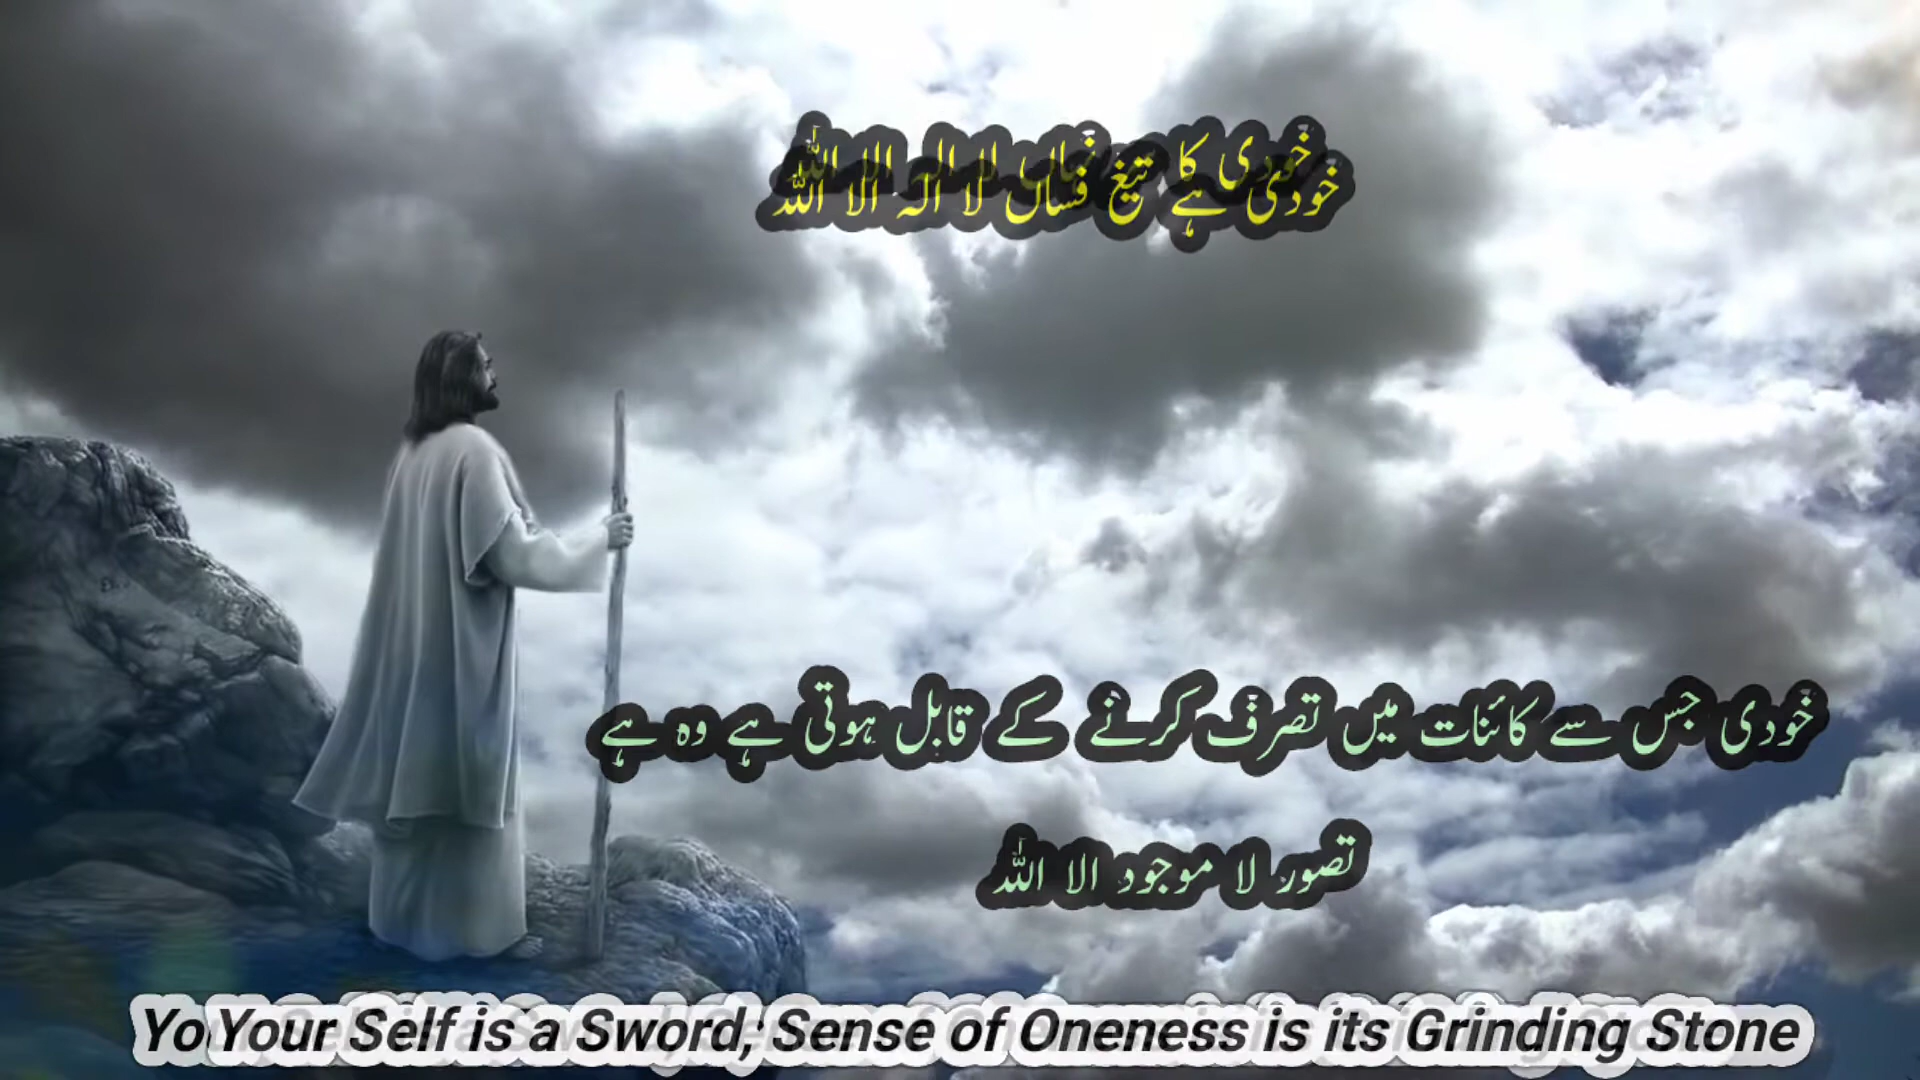 خودی کا سر نہاں لا الہ الا اللہ
خودی ہے تیغ فساں لا الہ الا اللہ
خودی جس سے کائنات میں تصرف کرنے کے قابل ہوتی ہے وہ ہے
تصور لا موجود الا اللہ
Yo Your Self is a Sword; Sense of Oneness is its Grinding Stone